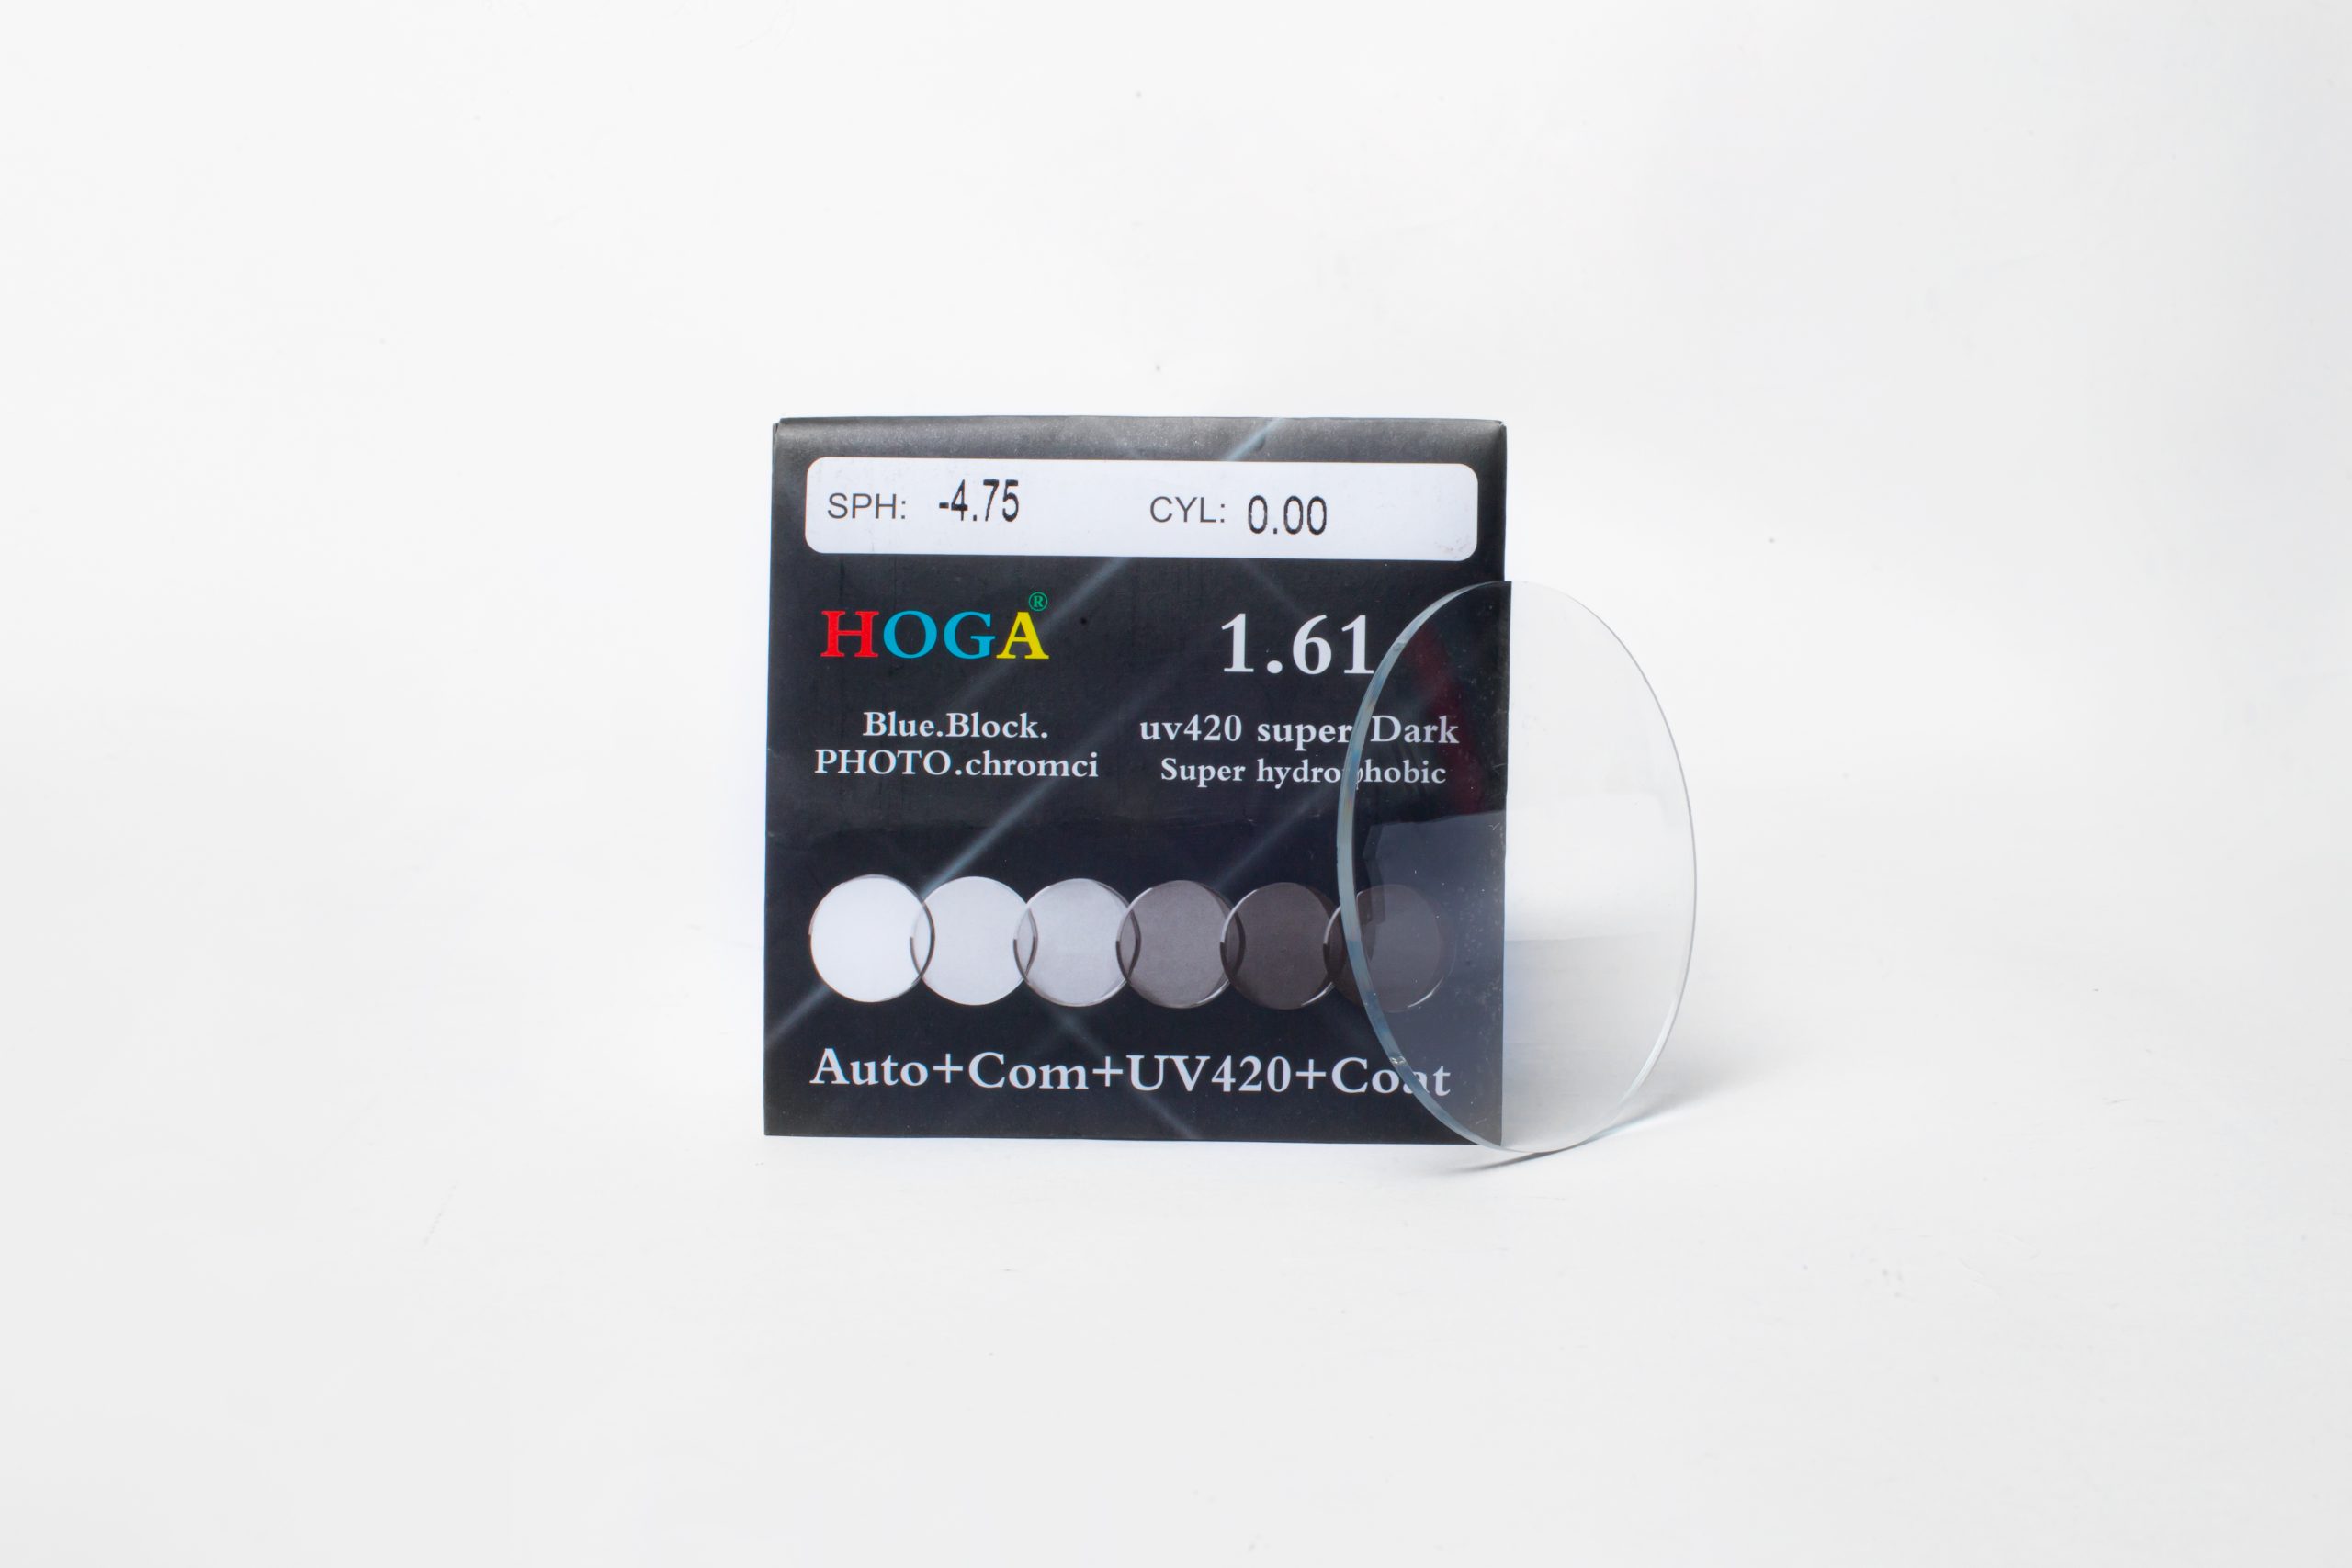 SPH: -4.75 CYL: 0.00
HOGA® 1.61
Blue.Block.
PHOTO.chromci
uv420 super Dark
Super hydrophobic
Auto+Com+UV420+Coat